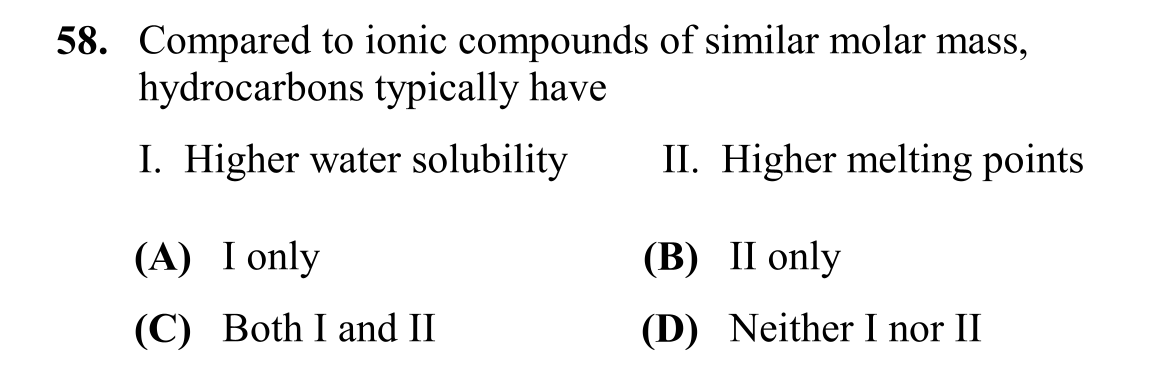 58. Compared to ionic compounds of similar molar mass,
hydrocarbons typically have
I. Higher water solubility II. Higher melting points
(A) I only (B) II only
(C) Both I and II (D) Neither I nor II